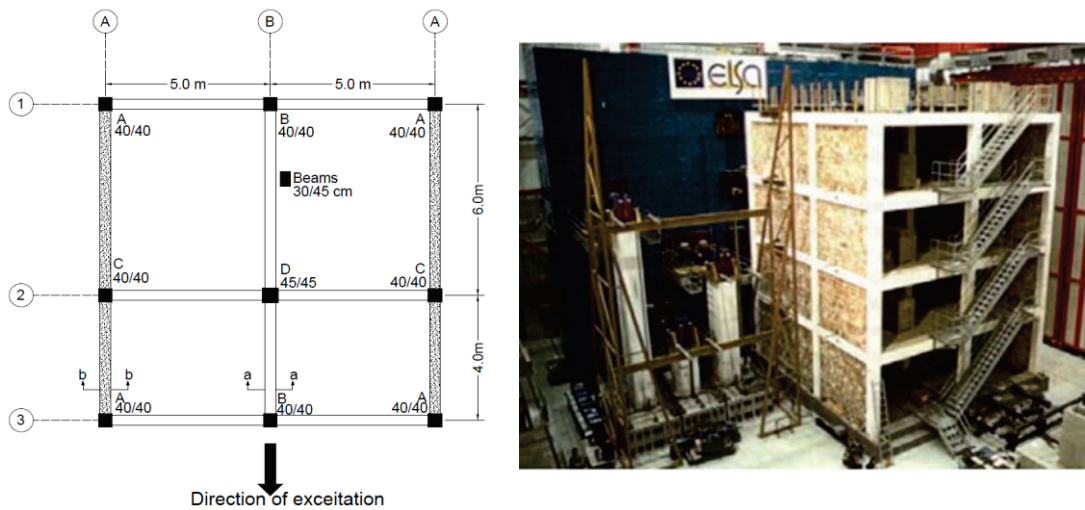 A B A
5.0 m 5.0 m
1
A B A
40/40 40/40 40/40
Beams
30/45 cm
6.0m
C D C
40/40 45/45 40/40
2
4.0m
b b a a
A B A
40/40 40/40 40/40
3
Direction of exceitation
elsa